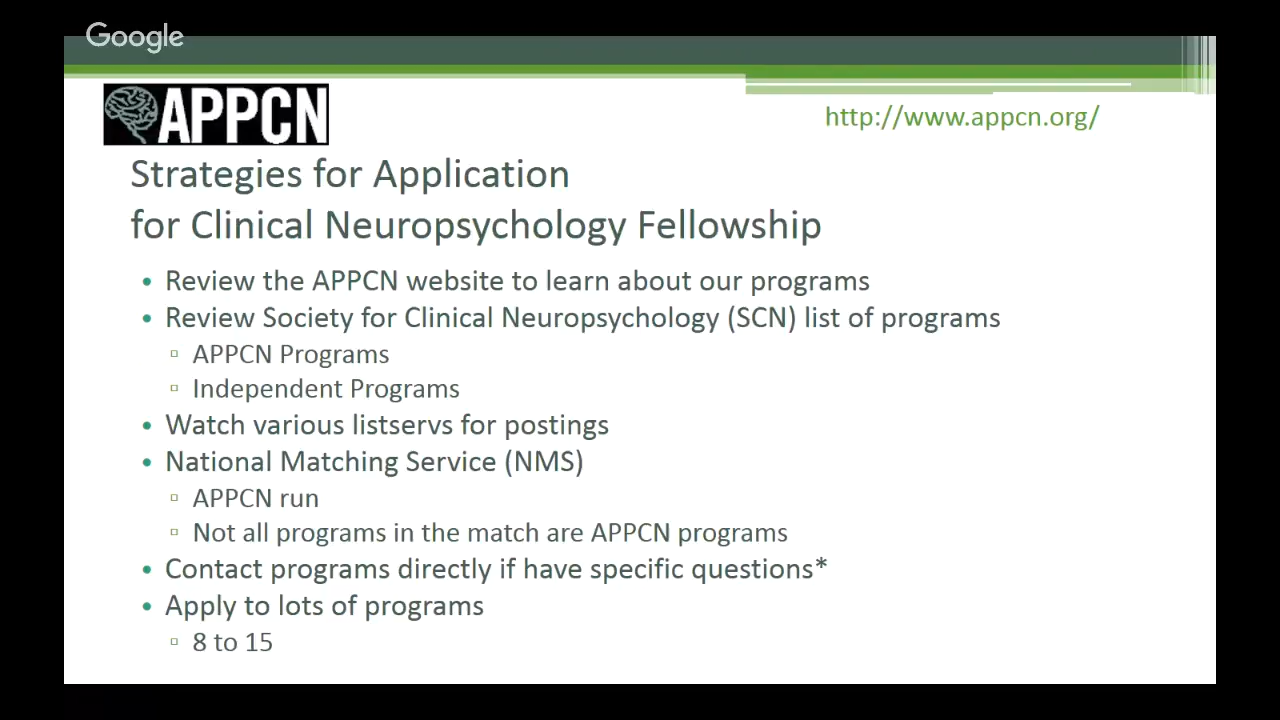 Google
APPCN
http://www.appcn.org/
Strategies for Application
for Clinical Neuropsychology Fellowship
• Review the APPCN website to learn about our programs
• Review Society for Clinical Neuropsychology (SCN) list of programs
▫ APPCN Programs
▫ Independent Programs
• Watch various listservs for postings
• National Matching Service (NMS)
▫ APPCN run
▫ Not all programs in the match are APPCN programs
• Contact programs directly if have specific questions*
• Apply to lots of programs
▫ 8 to 15